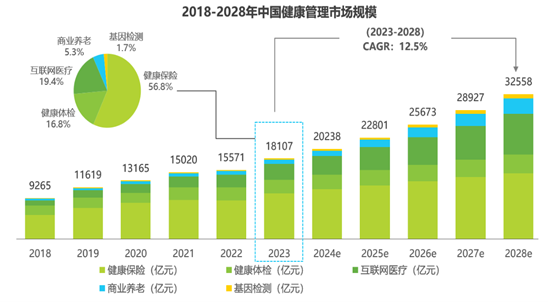 2018-2028年中国健康管理市场规模
基因检测
1.7%
商业养老
5.3%
互联网医疗
19.4%
健康体检
16.8%
健康保险
56.8%
(2023-2028)
CAGR：12.5%
9265 11619 13165 15020 15571 18107 20238 22801 25673 28927 32558
2018 2019 2020 2021 2022 2023 2024e 2025e 2026e 2027e 2028e
健康保险（亿元） 健康体检（亿元） 互联网医疗（亿元）
商业养老（亿元） 基因检测（亿元）